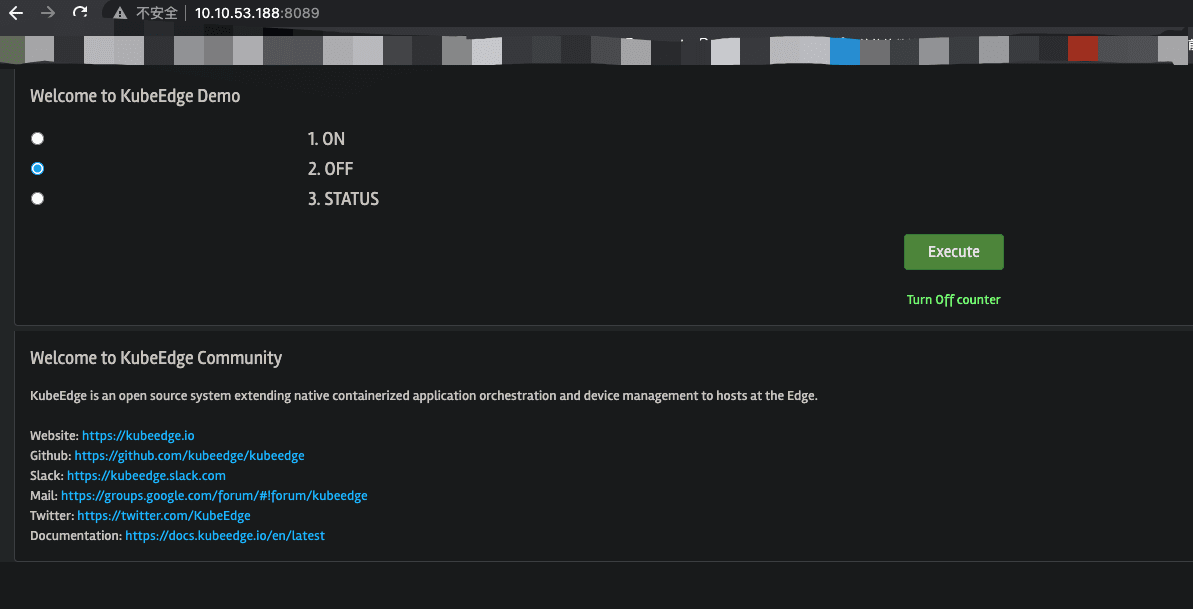 不安全 10.10.53.188:8089
Welcome to KubeEdge Demo
1. ON
2. OFF
3. STATUS
Execute
Turn Off counter
Welcome to KubeEdge Community
KubeEdge is an open source system extending native containerized application orchestration and device management to hosts at the Edge.
Website: https://kubeedge.io
Github: https://github.com/kubeedge/kubeedge
Slack: https://kubeedge.slack.com
Mail: https://groups.google.com/forum/#!forum/kubeedge
Twitter: https://twitter.com/KubeEdge
Documentation: https://docs.kubeedge.io/en/latest